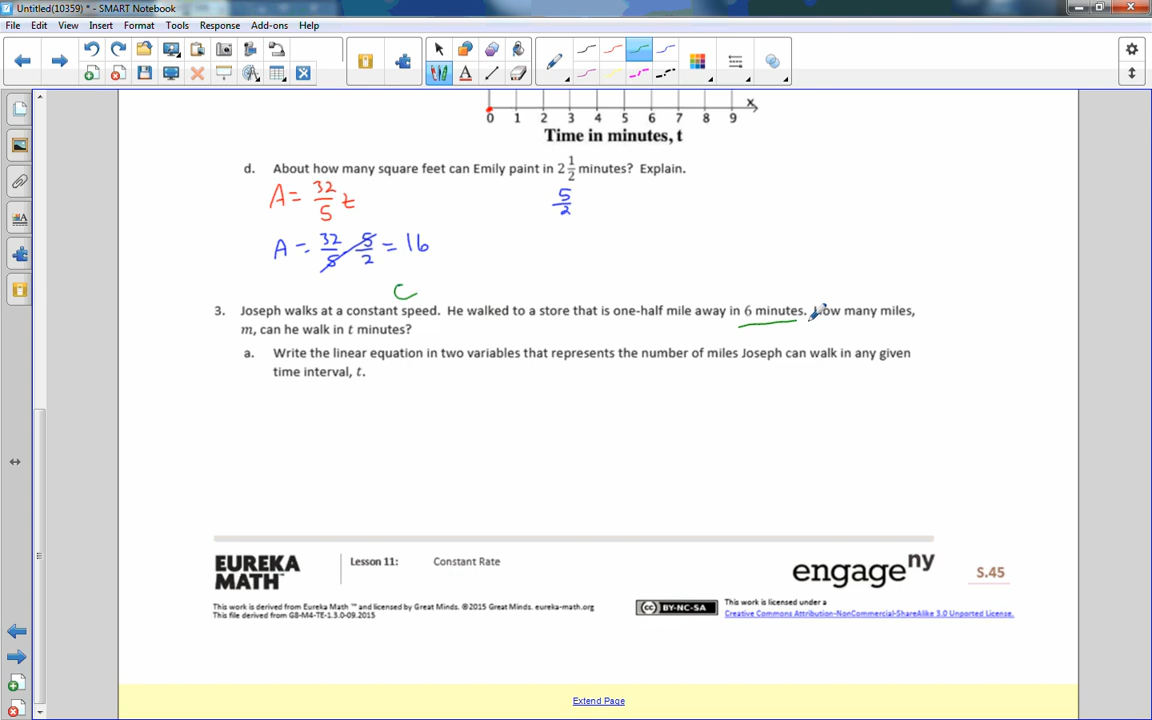 Untitled(10359) * - SMART Notebook
File Edit View Insert Format Tools Response Add-ons Help
0 1 2 3 4 5 6 7 8 9 x
Time in minutes, t
d. About how many square feet can Emily paint in 2 1/2 minutes? Explain.
A = 32/5 t
5/2
A = 32/5 · 5/2 = 16
C
3. Joseph walks at a constant speed. He walked to a store that is one-half mile away in 6 minutes. How many miles,
m, can he walk in t minutes?
a. Write the linear equation in two variables that represents the number of miles Joseph can walk in any given
time interval, t.
EUREKA MATH™
Lesson 11: Constant Rate
engage ny
S.45
This work is derived from Eureka Math ™ and licensed by Great Minds. ©2015 Great Minds. eureka-math.org
This file derived from G8-M4-TE-1.3.0-09.2015
cc BY-NC-SA
This work is licensed under a
Creative Commons Attribution-NonCommercial-ShareAlike 3.0 Unported License.
Extend Page